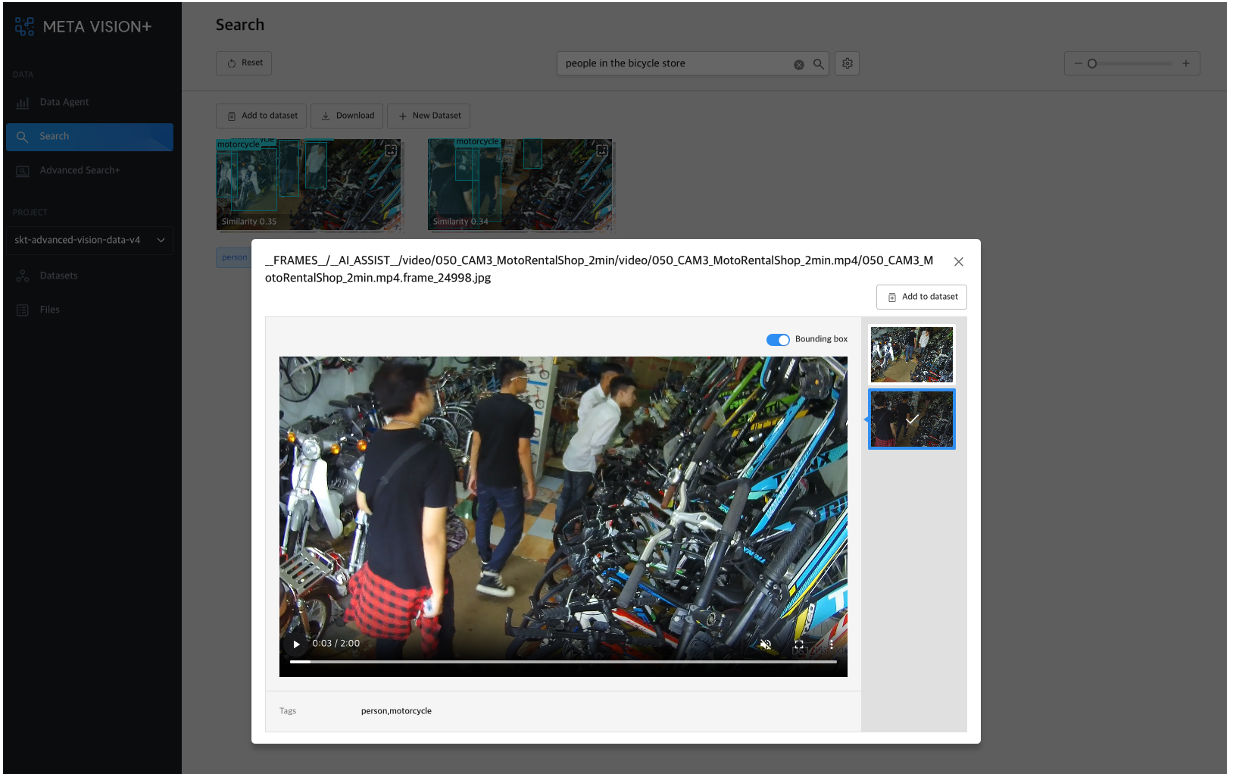 META VISION+
Search
Reset
people in the bicycle store
DATA
Data Agent
Search
Advanced Search+
Add to dataset
Download
New Dataset
motorcycle
motorcycle
Similarity 0.35
Similarity 0.34
PROJECT
skt-advanced-vision-data-v4
Datasets
Files
person
__FRAMES__/__AI_ASSIST__/video/050_CAM3_MotoRentalShop_2min/video/050_CAM3_MotoRentalShop_2min.mp4/050_CAM3_M
otoRentalShop_2min.mp4.frame_24998.jpg
Add to dataset
Bounding box
0:03 / 2:00
Tags
person,motorcycle